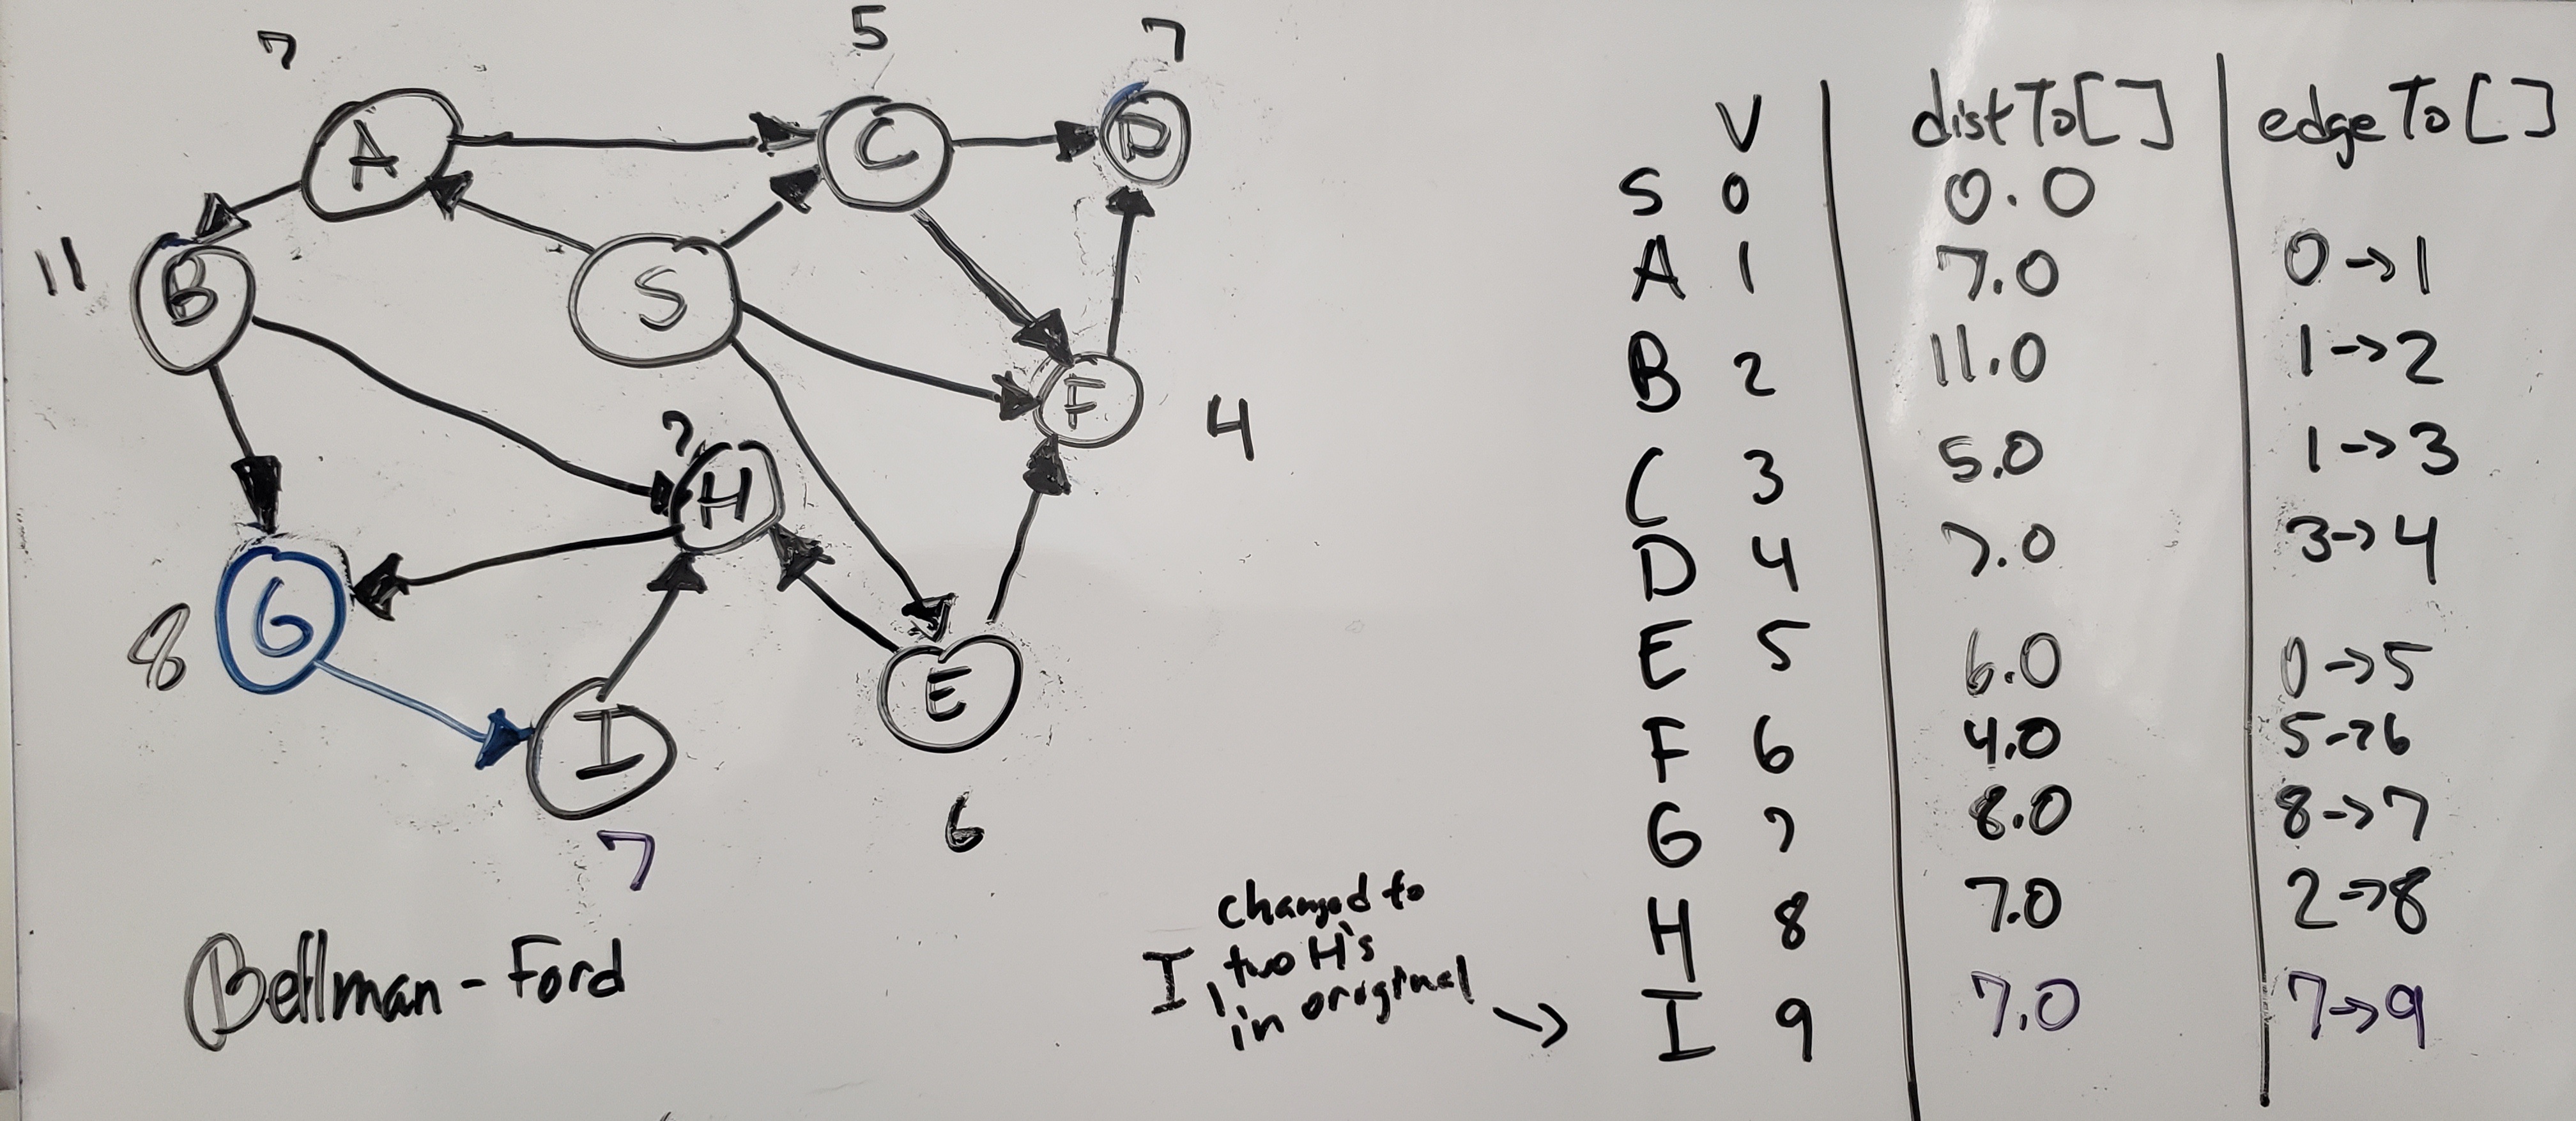 7
5
7
A
C
D
B
11
S
F
4
?
H
G
8
I
E
7
6
Bellman-Ford
changed to
I, two H's
in original
V distTo[] edgeTo[]
S 0 0.0
A 1 7.0 0->1
B 2 11.0 1->2
C 3 5.0 1->3
D 4 7.0 3->4
E 5 6.0 0->5
F 6 4.0 5->6
G 7 8.0 8->7
H 8 7.0 2->8
I 9 7.0 7->9